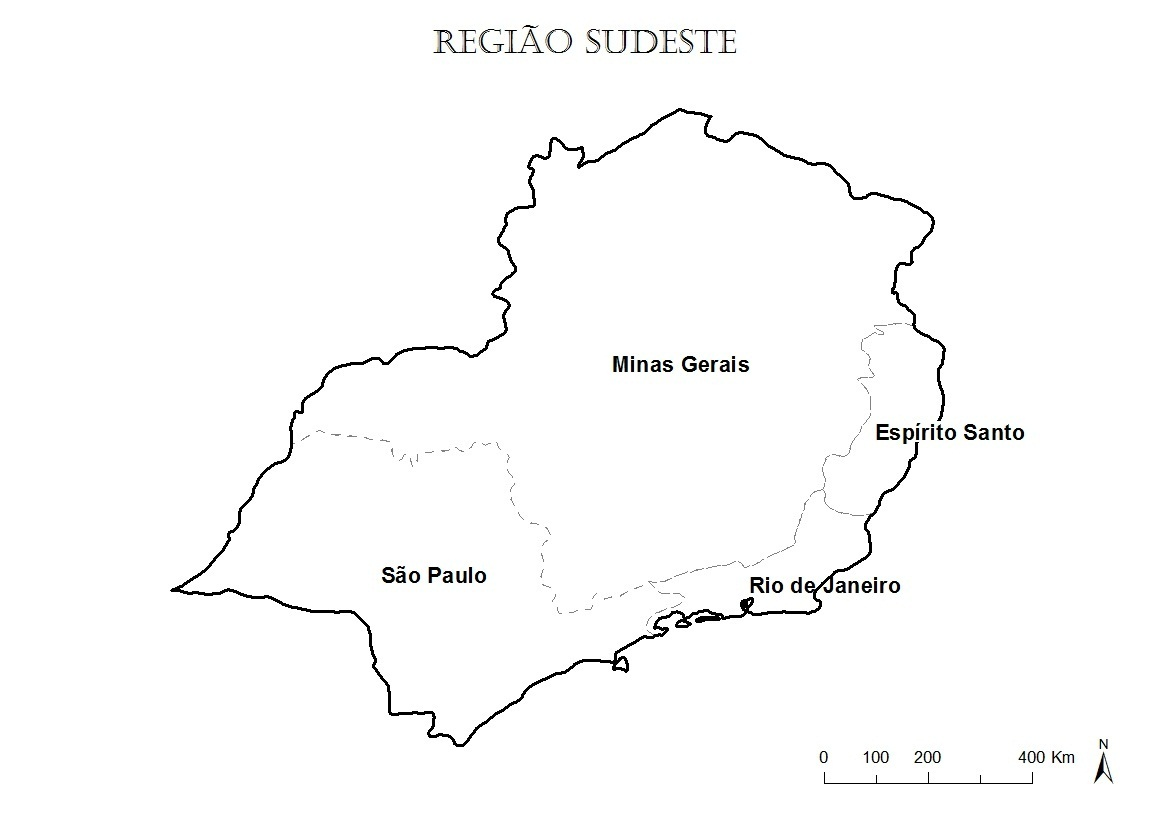 REGIÃO SUDESTE
Minas Gerais
Espírito Santo
São Paulo
Rio de Janeiro
N
0 100 200 400 Km